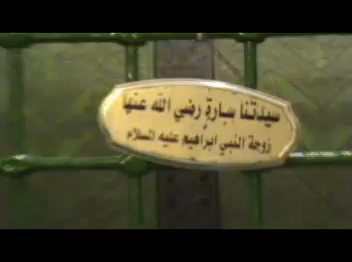 سيدتنا سارة رضي الله عنها
زوجة النبي ابراهيم عليه السلام